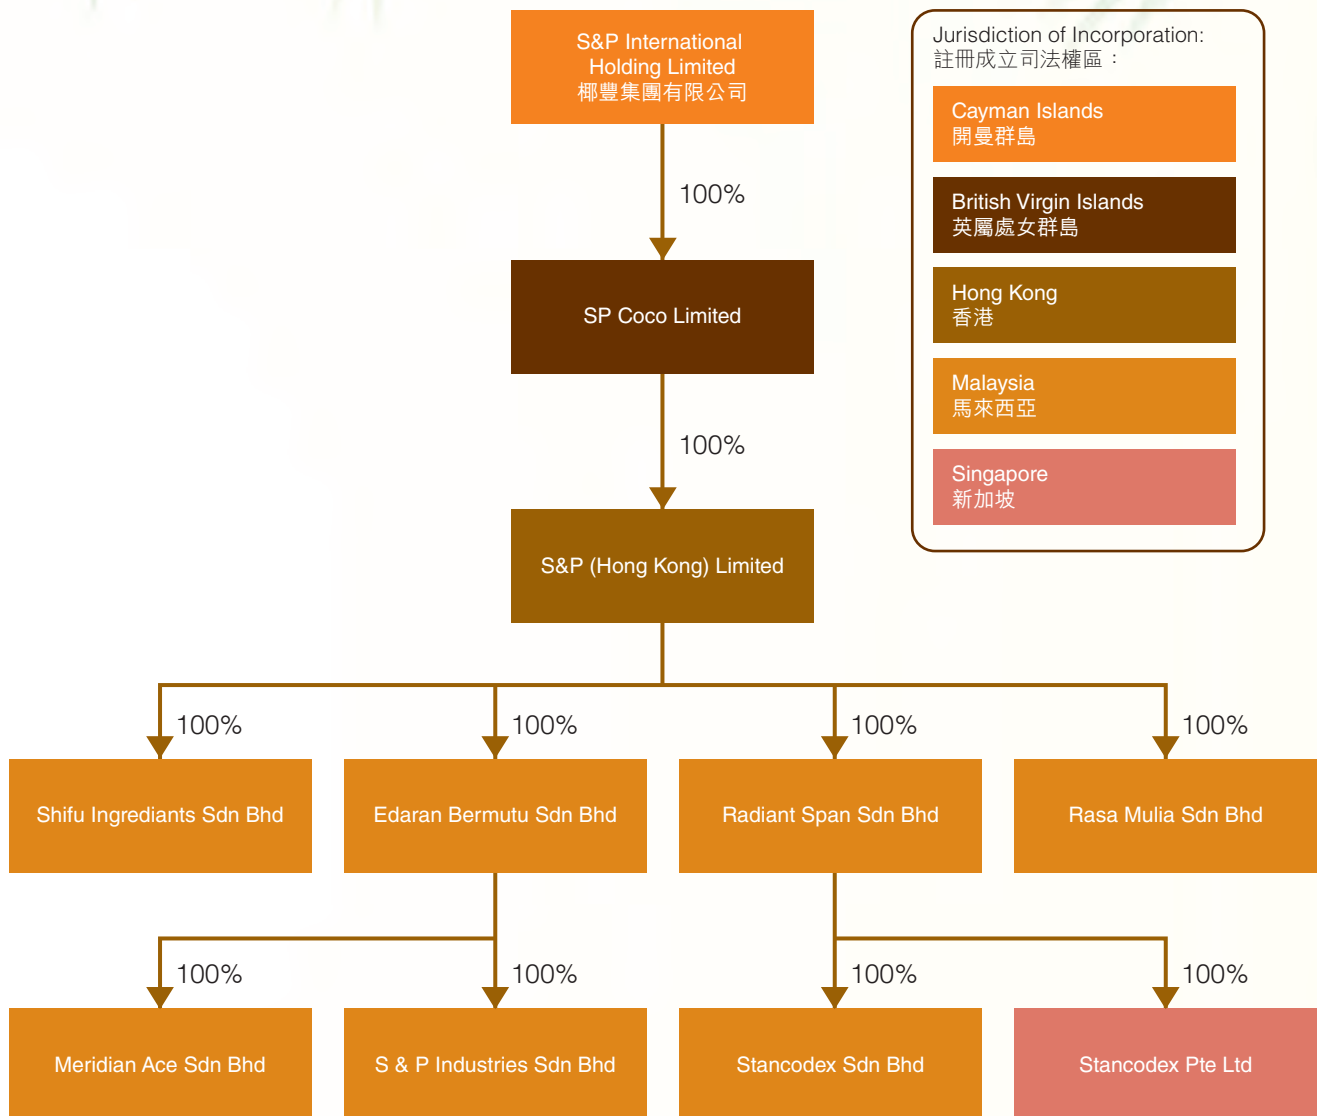 S&P International
Holding Limited
椰豐集團有限公司
Jurisdiction of Incorporation:
註冊成立司法權區：
Cayman Islands
開曼群島
British Virgin Islands
英屬處女群島
Hong Kong
香港
Malaysia
馬來西亞
Singapore
新加坡
100%
SP Coco Limited
100%
S&P (Hong Kong) Limited
100%
100%
100%
100%
Shifu Ingrediants Sdn Bhd
Edaran Bermutu Sdn Bhd
Radiant Span Sdn Bhd
Rasa Mulia Sdn Bhd
100%
100%
100%
100%
Meridian Ace Sdn Bhd
S & P Industries Sdn Bhd
Stancodex Sdn Bhd
Stancodex Pte Ltd